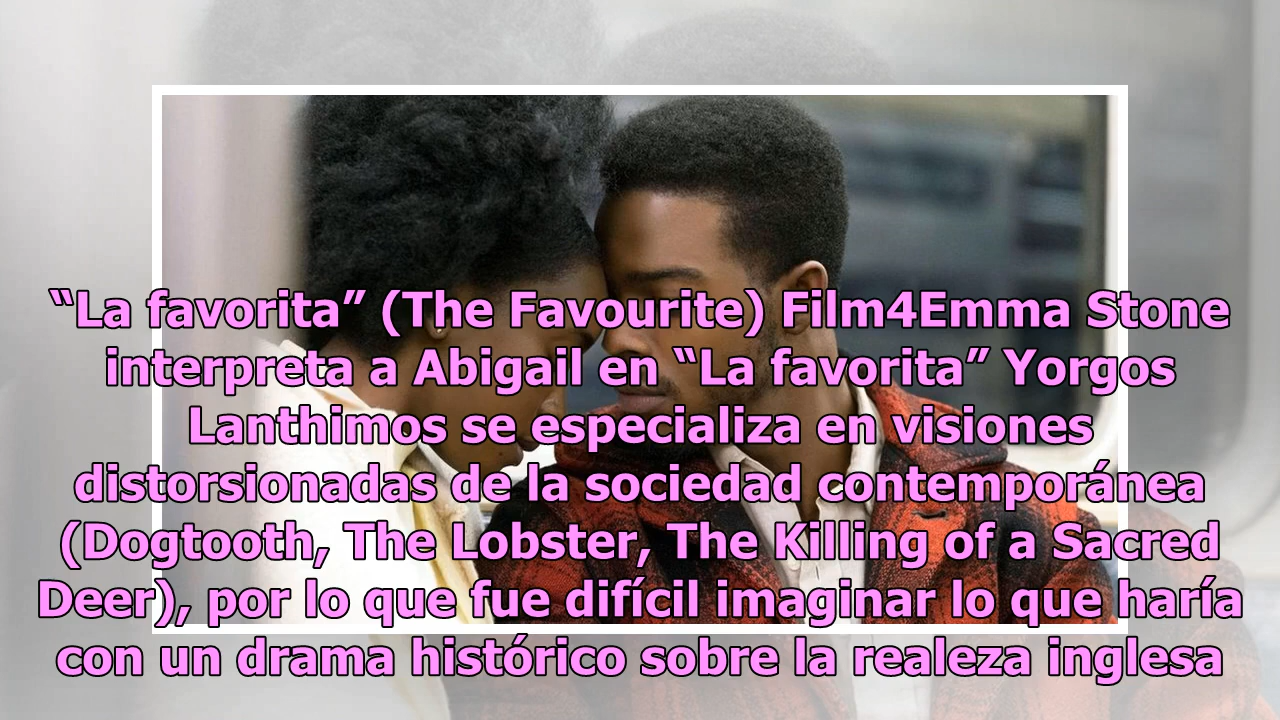 “La favorita” (The Favourite) Film4Emma Stone
interpreta a Abigail en “La favorita” Yorgos
Lanthimos se especializa en visiones
distorsionadas de la sociedad contemporánea
(Dogtooth, The Lobster, The Killing of a Sacred
Deer), por lo que fue difícil imaginar lo que haría
con un drama histórico sobre la realeza inglesa